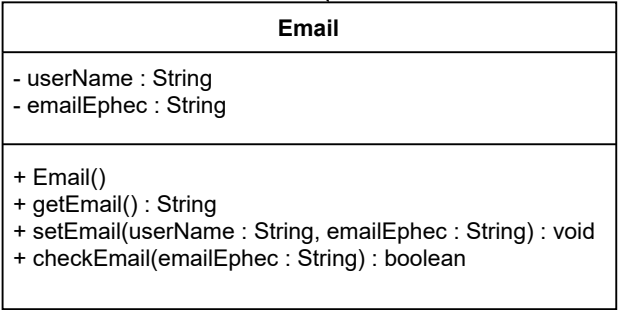 Email
- userName : String
- emailEphec : String
+ Email()
+ getEmail() : String
+ setEmail(userName : String, emailEphec : String) : void
+ checkEmail(emailEphec : String) : boolean